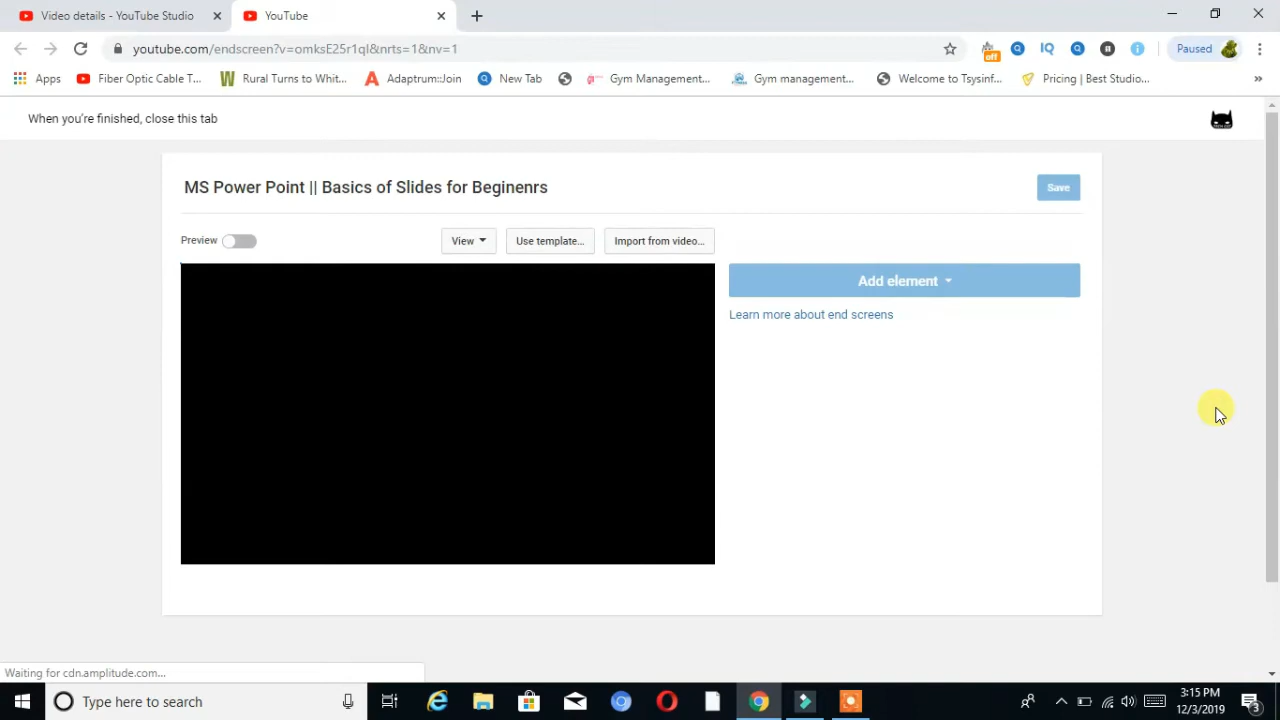 Video details - YouTube Studio
YouTube
youtube.com/endscreen?v=omksE25r1qI&nrts=1&nv=1
off
IQ
Paused
Apps
Fiber Optic Cable T...
Rural Turns to Whit...
Adaptrum::Join
New Tab
Gym Management...
Gym management...
Welcome to Tsysinf...
Pricing | Best Studio...
When you're finished, close this tab
MS Power Point || Basics of Slides for Beginenrs
Save
Preview
View
Use template...
Import from video...
Add element
Learn more about end screens
Waiting for cdn.amplitude.com...
Type here to search
3:15 PM
12/3/2019
3